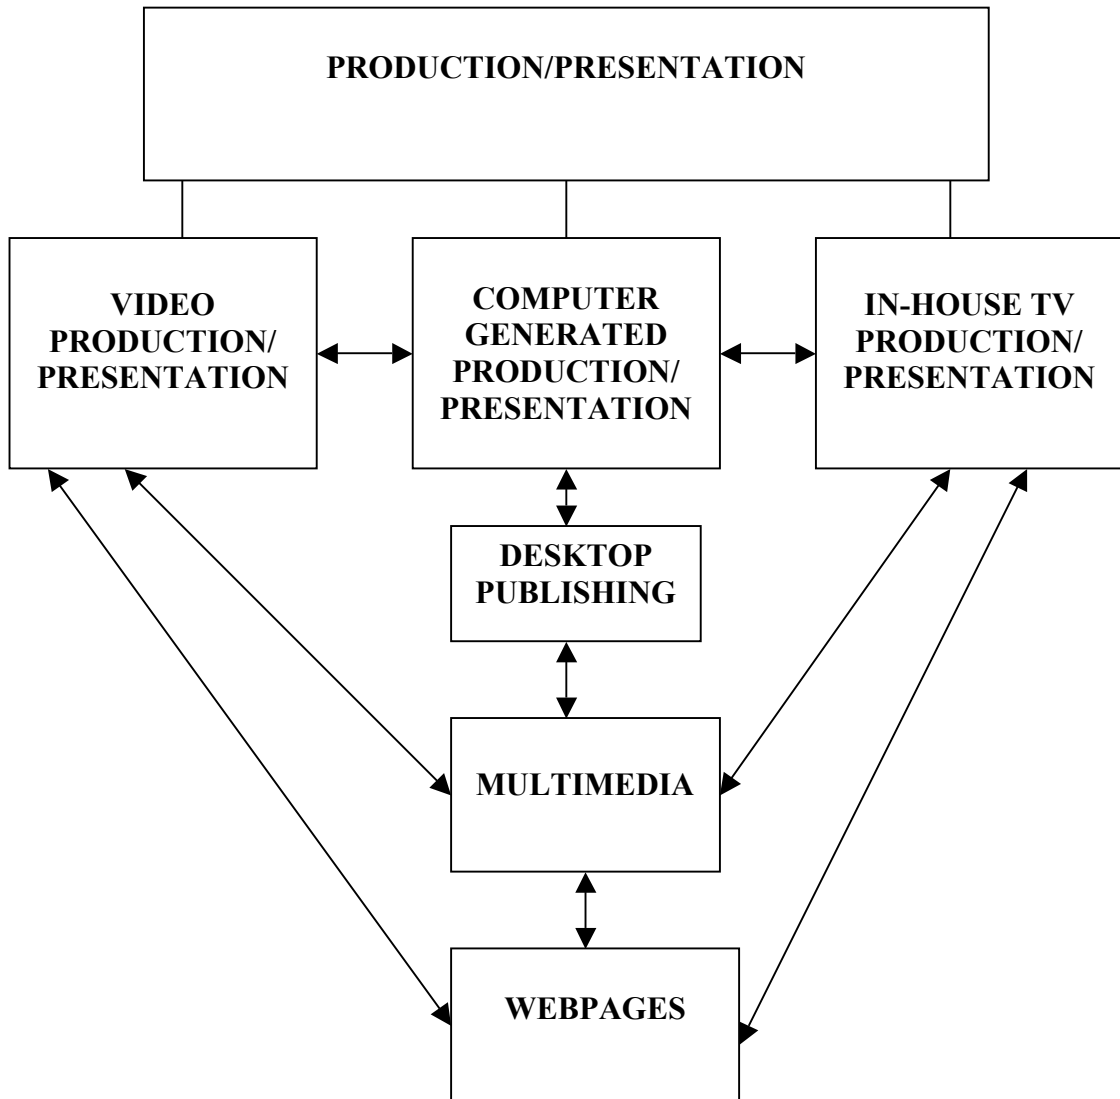 PRODUCTION/PRESENTATION
VIDEO
PRODUCTION/
PRESENTATION
COMPUTER
GENERATED
PRODUCTION/
PRESENTATION
IN-HOUSE TV
PRODUCTION/
PRESENTATION
DESKTOP
PUBLISHING
MULTIMEDIA
WEBPAGES